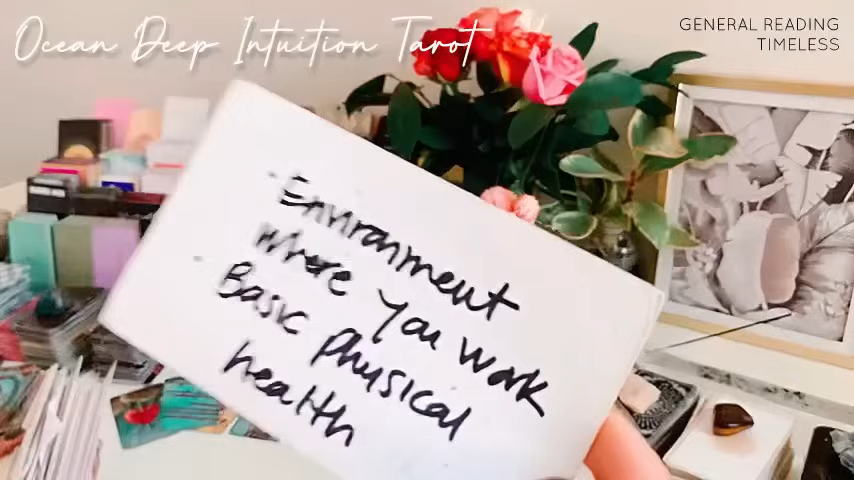 Ocean Deep Intuition Tarot
GENERAL READING
TIMELESS
Environment
where you work
Basic physical
health